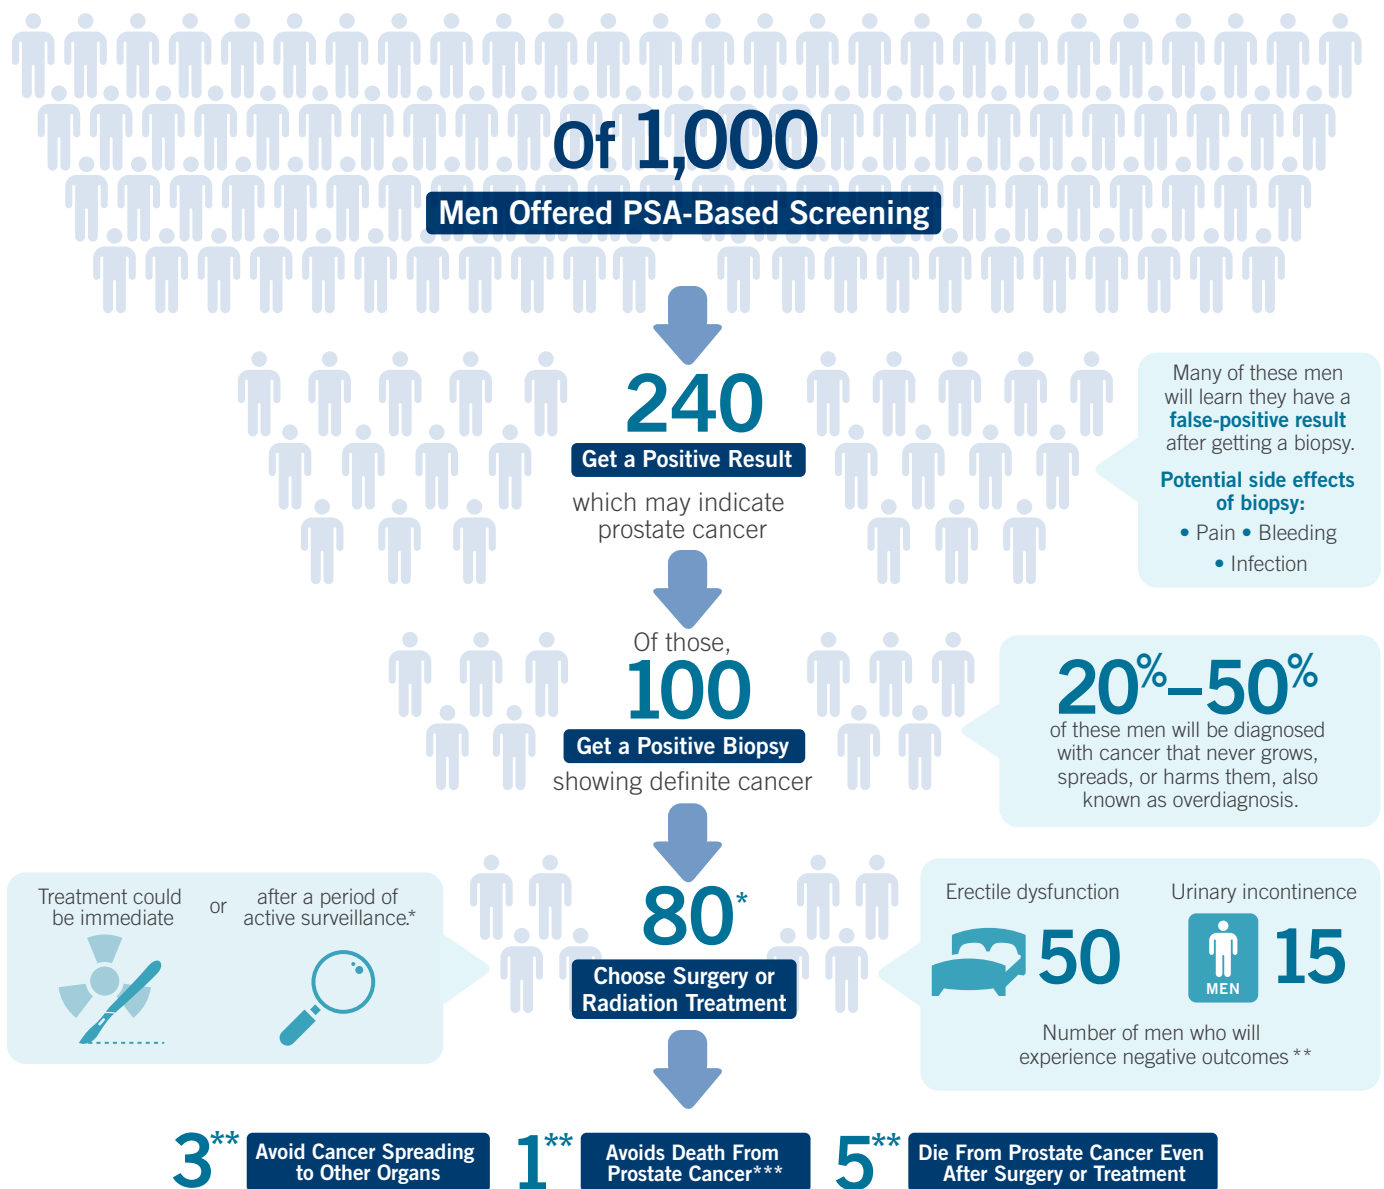 Of 1,000
Men Offered PSA-Based Screening
240
Get a Positive Result
which may indicate
prostate cancer
Many of these men
will learn they have a
false-positive result
after getting a biopsy.
Potential side effects
of biopsy:
• Pain • Bleeding
• Infection
Of those,
100
Get a Positive Biopsy
showing definite cancer
20%–50%
of these men will be diagnosed
with cancer that never grows,
spreads, or harms them, also
known as overdiagnosis.
Treatment could
be immediate
or
after a period of
active surveillance.*
80*
Choose Surgery or
Radiation Treatment
Erectile dysfunction
50
Urinary incontinence
MEN
15
Number of men who will
experience negative outcomes**
3**
Avoid Cancer Spreading
to Other Organs
1**
Avoids Death From
Prostate Cancer***
5**
Die From Prostate Cancer Even
After Surgery or Treatment